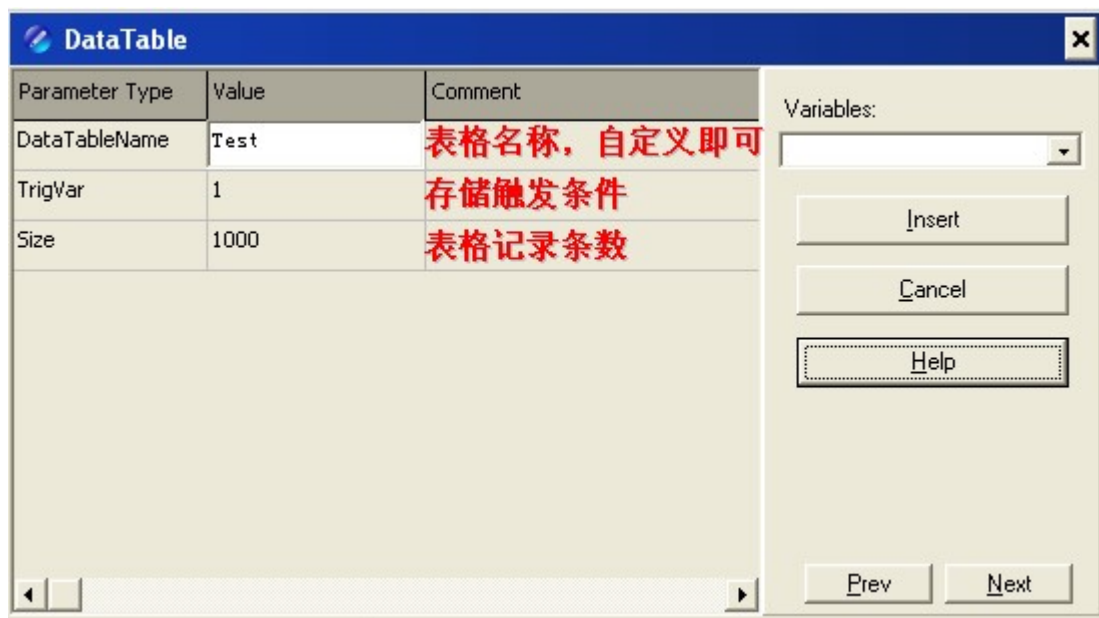 DataTable
Parameter Type Value Comment
DataTableName Test 表格名称，自定义即可
TrigVar 1 存储触发条件
Size 1000 表格记录条数
Variables:
Insert
Cancel
Help
Prev Next